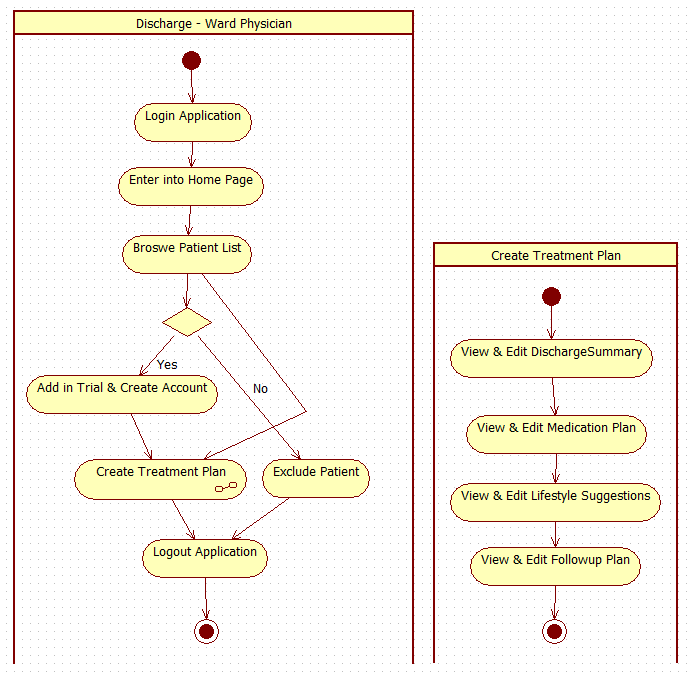 Discharge - Ward Physician
Login Application
Enter into Home Page
Broswe Patient List
Yes
No
Add in Trial & Create Account
Create Treatment Plan
Exclude Patient
Logout Application
Create Treatment Plan
View & Edit DischargeSummary
View & Edit Medication Plan
View & Edit Lifestyle Suggestions
View & Edit Followup Plan